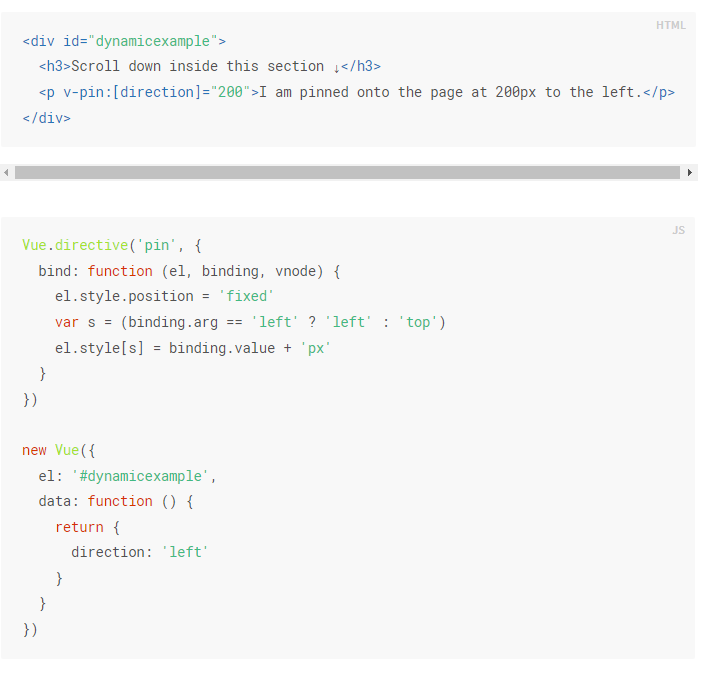 HTML
<div id="dynamicexample">
  <h3>Scroll down inside this section ↓</h3>
  <p v-pin:[direction]="200">I am pinned onto the page at 200px to the left.</p>
</div>
JS
Vue.directive('pin', {
  bind: function (el, binding, vnode) {
    el.style.position = 'fixed'
    var s = (binding.arg == 'left' ? 'left' : 'top')
    el.style[s] = binding.value + 'px'
  }
})

new Vue({
  el: '#dynamicexample',
  data: function () {
    return {
      direction: 'left'
    }
  }
})